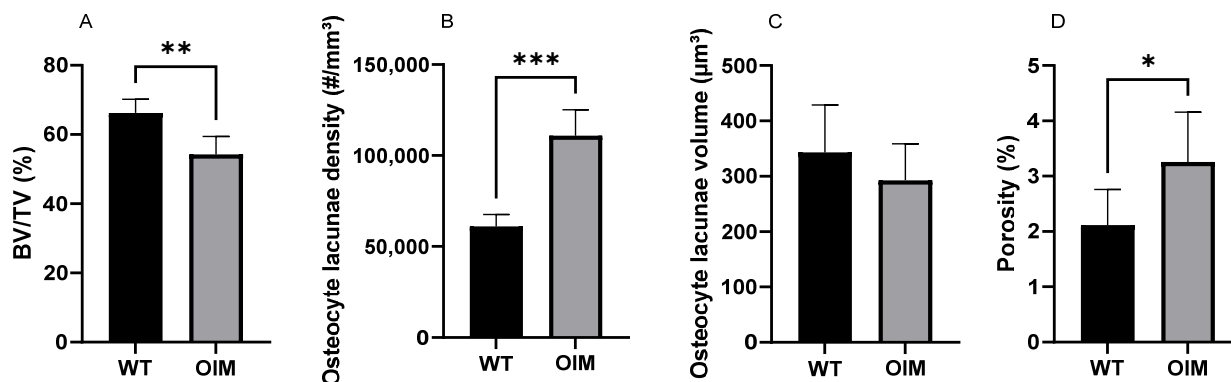 A
BV/TV (%)
80
60
40
20
0
**
WT
OIM
B
Osteocyte lacunae density (#/mm³)
150,000
100,000
50,000
0
***
WT
OIM
C
Osteocyte lacunae volume (µm³)
500
400
300
200
100
0
WT
OIM
D
Porosity (%)
5
4
3
2
1
0
*
WT
OIM